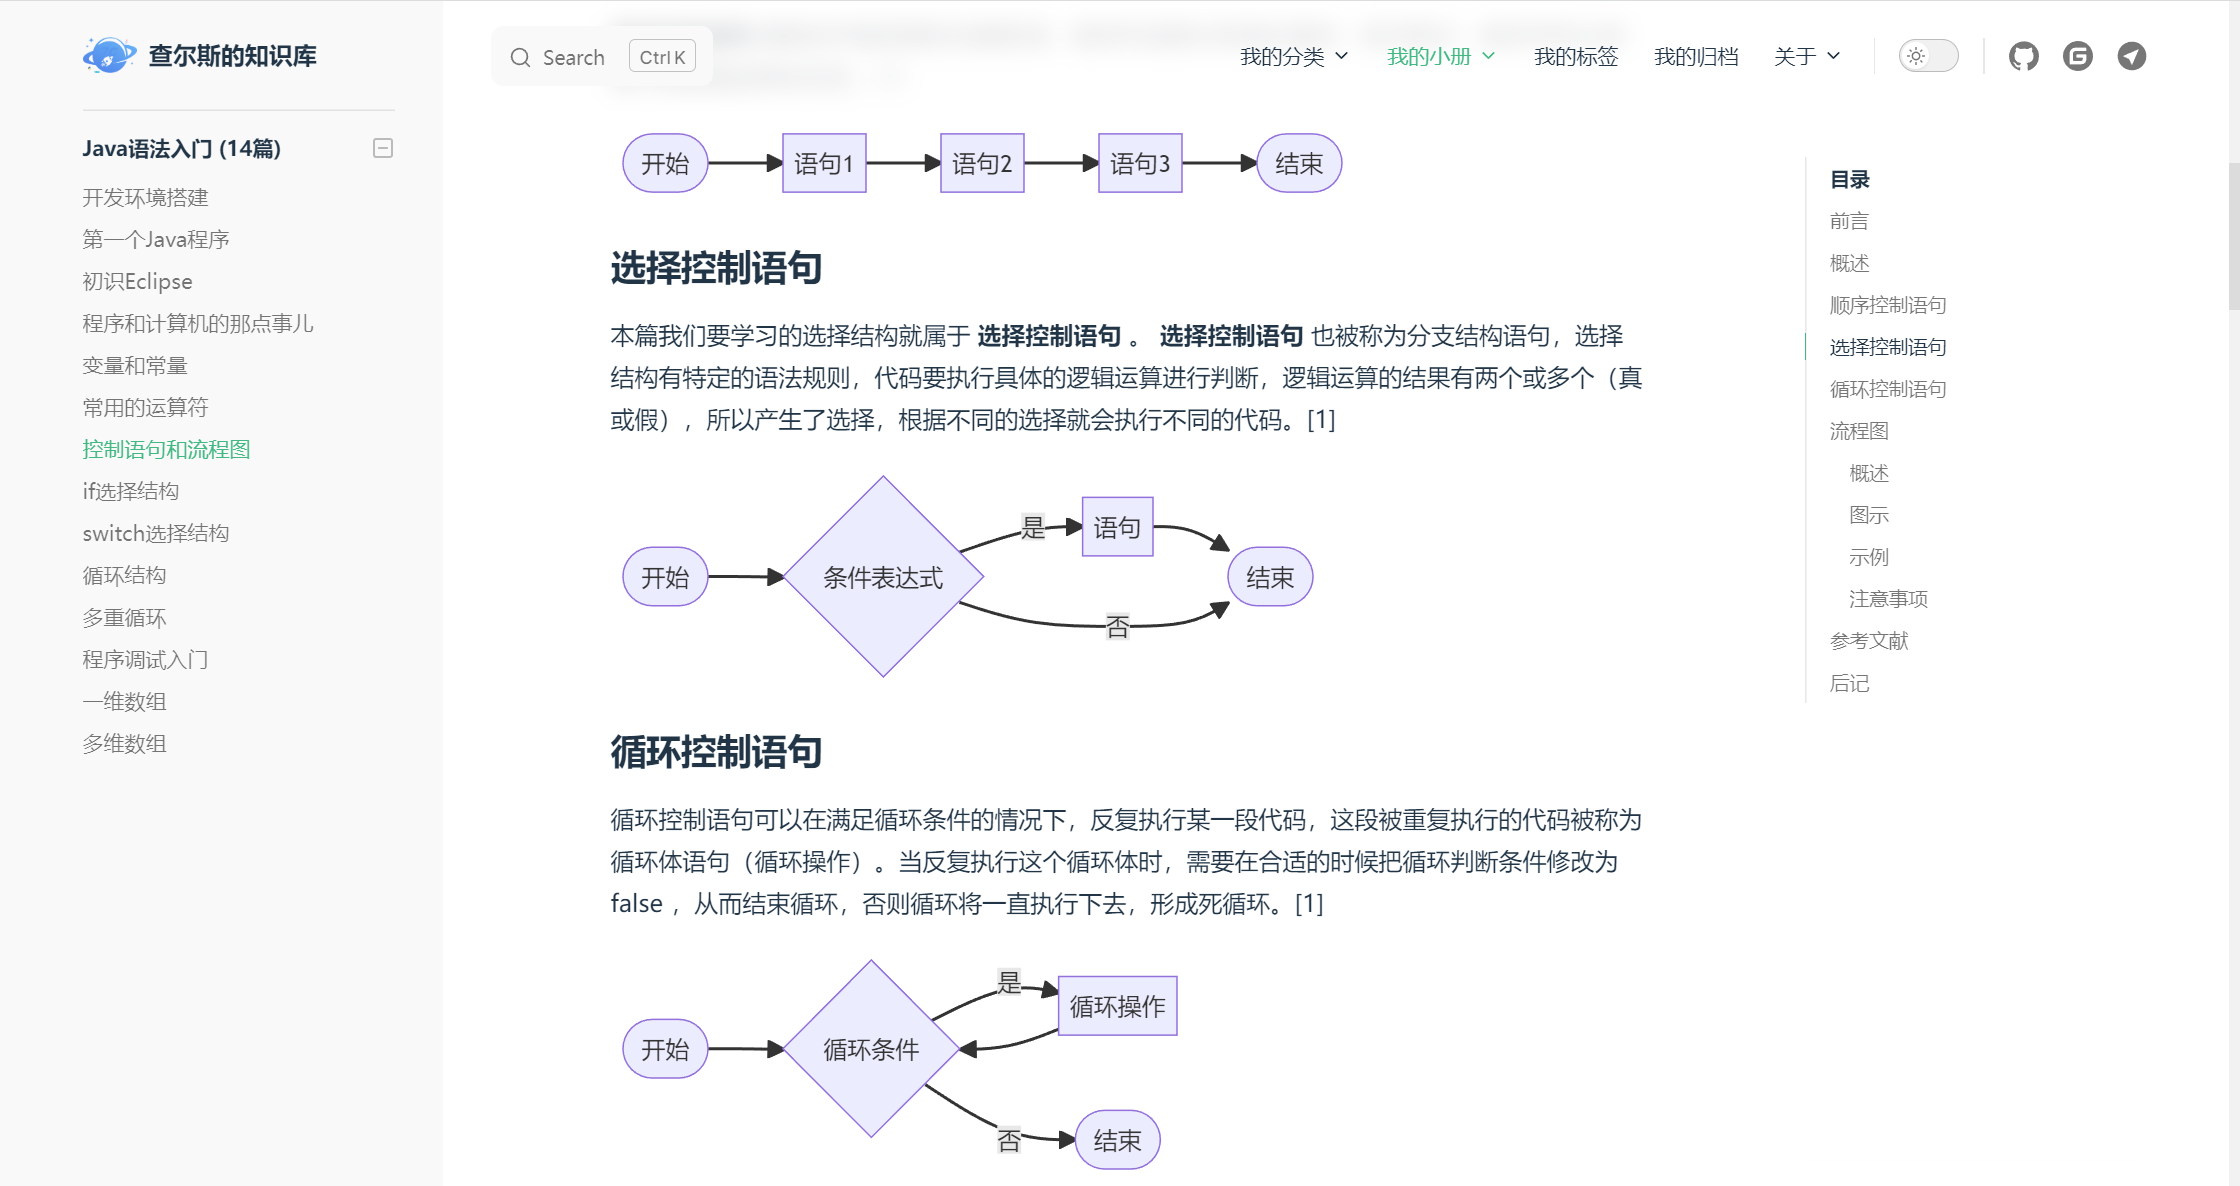 查尔斯的知识库
Search
Ctrl K
我的分类
我的小册
我的标签
我的归档
关于
Java语法入门 (14篇)
开发环境搭建
第一个Java程序
初识Eclipse
程序和计算机的那点事儿
变量和常量
常用的运算符
控制语句和流程图
if选择结构
switch选择结构
循环结构
多重循环
程序调试入门
一维数组
多维数组
开始
语句1
语句2
语句3
结束
选择控制语句
本篇我们要学习的选择结构就属于 选择控制语句 。 选择控制语句 也被称为分支结构语句，选择
结构有特定的语法规则，代码要执行具体的逻辑运算进行判断，逻辑运算的结果有两个或多个（真
或假），所以产生了选择，根据不同的选择就会执行不同的代码。[1]
开始
条件表达式
是
语句
否
结束
循环控制语句
循环控制语句可以在满足循环条件的情况下，反复执行某一段代码，这段被重复执行的代码被称为
循环体语句（循环操作）。当反复执行这个循环体时，需要在合适的时候把循环判断条件修改为
false ，从而结束循环，否则循环将一直执行下去，形成死循环。[1]
开始
循环条件
是
循环操作
否
结束
目录
前言
概述
顺序控制语句
选择控制语句
循环控制语句
流程图
概述
图示
示例
注意事项
参考文献
后记